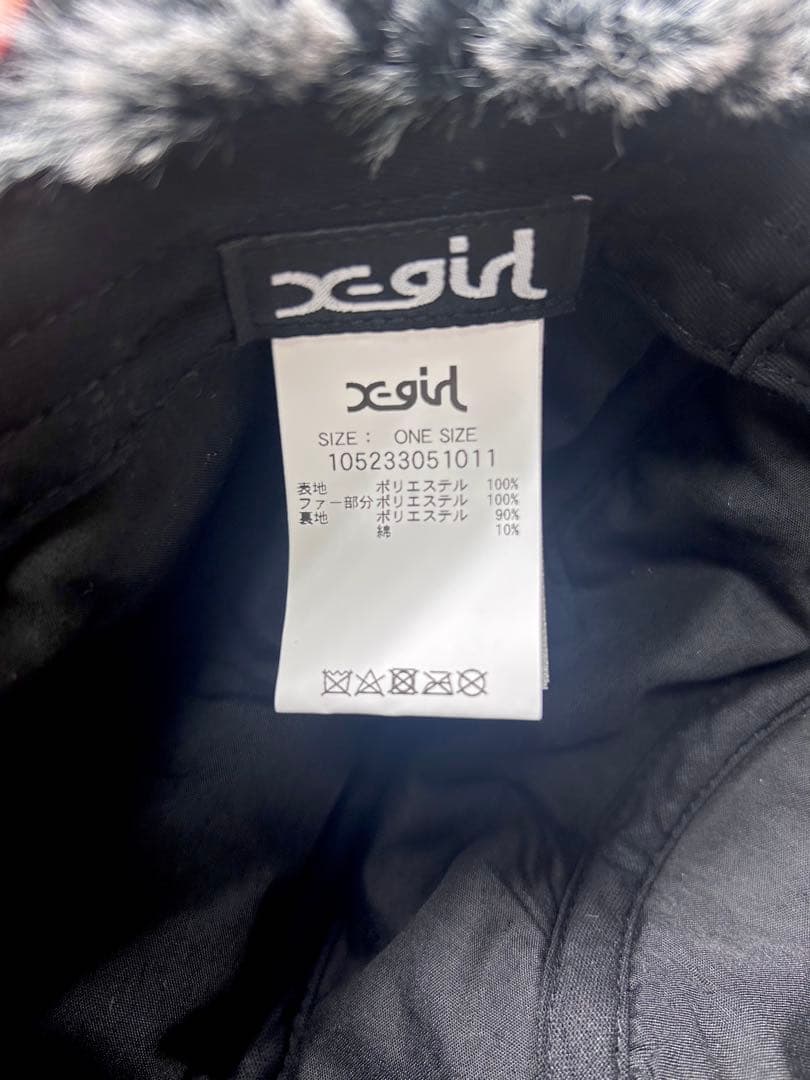 X-girl
X-girl
SIZE： ONE SIZE
105233051011
表地 ポリエステル 100%
ファー部分 ポリエステル 100%
裏地 ポリエステル 90%
綿 10%